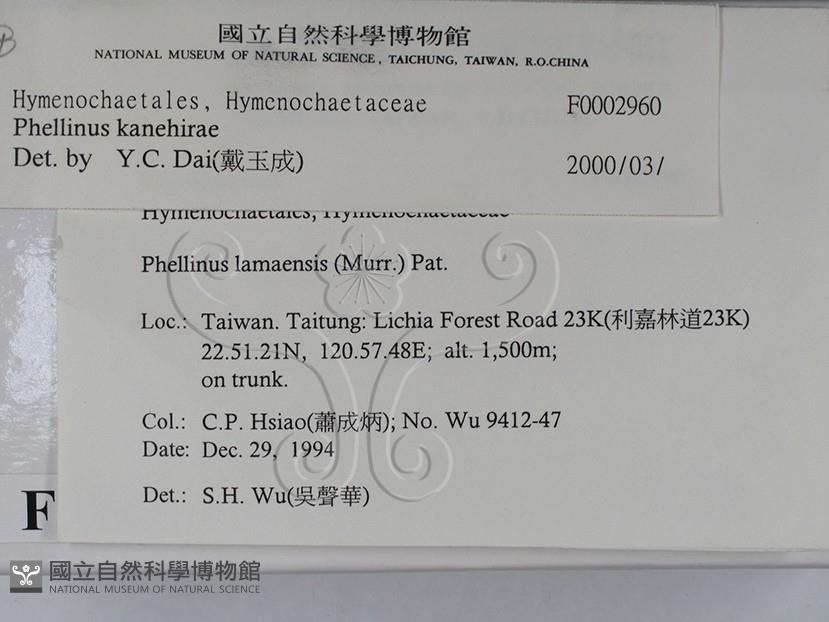 B
國立自然科學博物館
NATIONAL MUSEUM OF NATURAL SCIENCE, TAICHUNG, TAIWAN, R.O.CHINA
Hymenochaetales, Hymenochaetaceae F0002960
Phellinus kanehirae
Det. by Y.C. Dai(戴玉成) 2000/03/
Hymenochaetales, Hymenochaetaceae
Phellinus lamaensis (Murr.) Pat.
Loc.: Taiwan. Taitung: Lichia Forest Road 23K(利嘉林道23K)
22.51.21N, 120.57.48E; alt. 1,500m;
on trunk.
Col.: C.P. Hsiao(蕭成炳); No. Wu 9412-47
Date: Dec. 29, 1994
Det.: S.H. Wu(吳聲華)
F
國立自然科學博物館
NATIONAL MUSEUM OF NATURAL SCIENCE